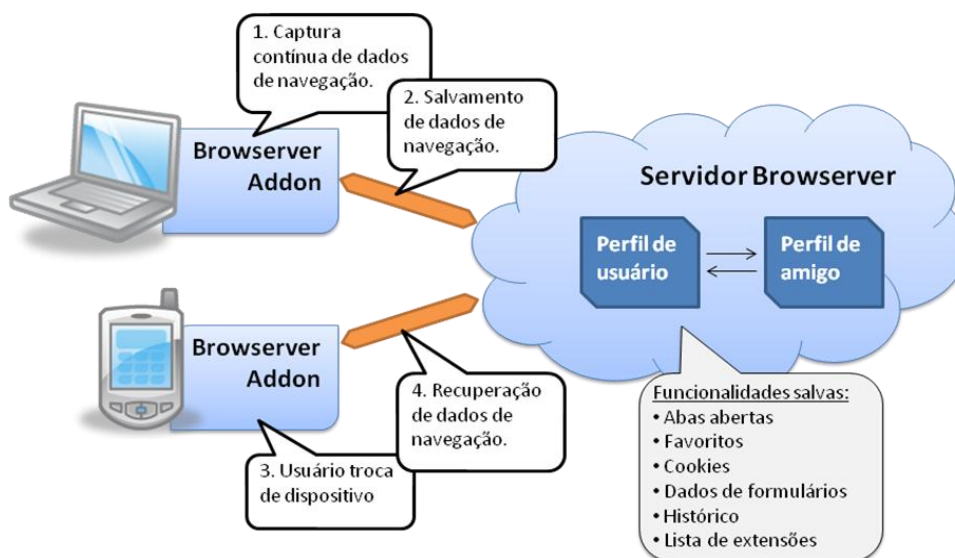 1. Captura
contínua de dados
de navegação.
2. Salvamento
de dados de
navegação.
Browserver
Addon
Servidor Browserver
Perfil de
usuário
Perfil de
amigo
Browserver
Addon
4. Recuperação
de dados de
navegação.
3. Usuário troca
de dispositivo
Funcionalidades salvas:
• Abas abertas
• Favoritos
• Cookies
• Dados de formulários
• Histórico
• Lista de extensões